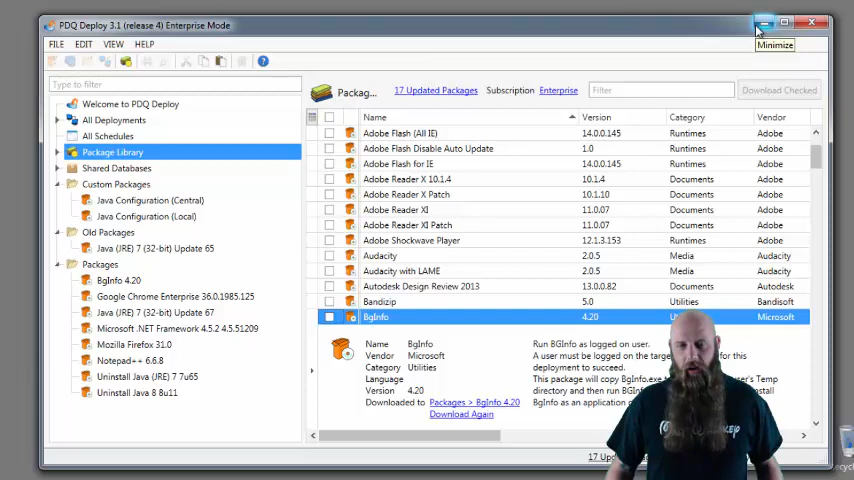 PDQ Deploy 3.1 (release 4) Enterprise Mode
Minimize
FILE EDIT VIEW HELP
Type to filter
Packag... 17 Updated Packages Subscription Enterprise Filter Download Checked
Welcome to PDQ Deploy
All Deployments
All Schedules
Package Library
Shared Databases
Custom Packages
Java Configuration (Central)
Java Configuration (Local)
Old Packages
Java (JRE) 7 (32-bit) Update 65
Packages
BgInfo 4.20
Google Chrome Enterprise 36.0.1985.125
Java (JRE) 7 (32-bit) Update 67
Microsoft .NET Framework 4.5.2 4.5.51209
Mozilla Firefox 31.0
Notepad++ 6.6.8
Uninstall Java (JRE) 7 7u65
Uninstall Java 8 8u11
Name Version Category Vendor
Adobe Flash (All IE) 14.0.0.145 Runtimes Adobe
Adobe Flash Disable Auto Update 1.0 Runtimes Adobe
Adobe Flash for IE 14.0.0.145 Runtimes Adobe
Adobe Reader X 10.1.4 10.1.4 Documents Adobe
Adobe Reader X Patch 10.1.10 Documents Adobe
Adobe Reader XI 11.0.07 Documents Adobe
Adobe Reader XI Patch 11.0.07 Documents Adobe
Adobe Shockwave Player 12.1.3.153 Runtimes Adobe
Audacity 2.0.5 Media Audacity
Audacity with LAME 2.0.5 Media Audacity
Autodesk Design Review 2013 13.0.0.82 Documents Autodesk
Bandizip 5.0 Utilities Bandisoft
BgInfo 4.20 Microsoft
Name BgInfo
Vendor Microsoft
Category Utilities
Language
Version 4.20
Downloaded to Packages > BgInfo 4.20
Download Again
Run BGInfo as logged on user.
A user must be logged on the target for this
deployment to succeed.
This package will copy BgInfo.exe user's Temp
directory and then run BGInfo install
BgInfo as an application
17